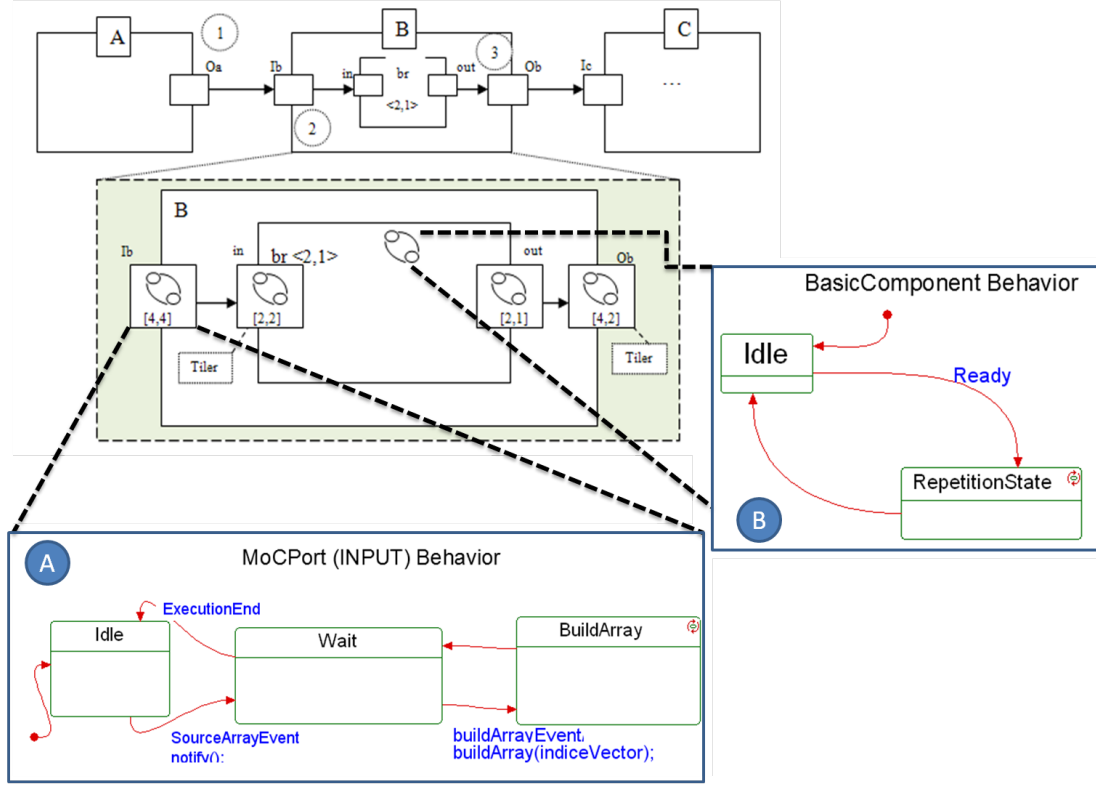 A
1
B
3
C
Oa
Ib
in
br
out
Ob
Ic
...
<2,1>
2
B
Ib
in
br <2,1>
out
Ob
[4,4]
[2,2]
[2,1]
[4,2]
Tiler
Tiler
BasicComponent Behavior
Idle
Ready
RepetitionState
B
A
MoCPort (INPUT) Behavior
ExecutionEnd
Idle
Wait
BuildArray
SourceArrayEvent
notify();
buildArrayEvent/
buildArray(indiceVector);